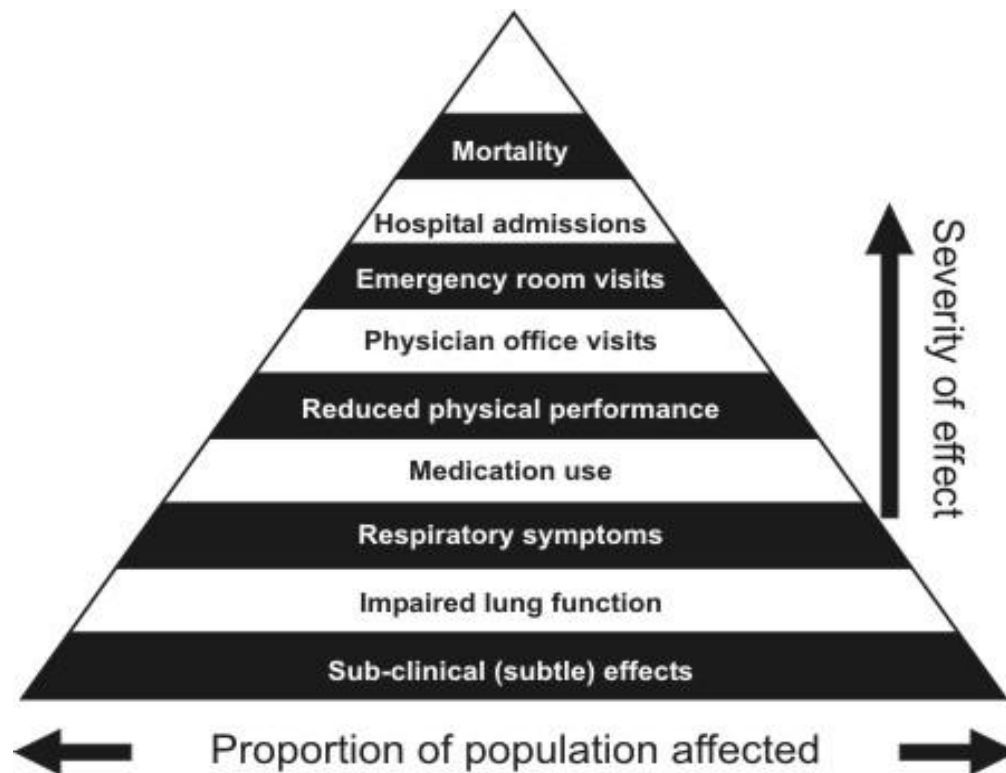 Mortality
Hospital admissions
Emergency room visits
Physician office visits
Reduced physical performance
Medication use
Respiratory symptoms
Impaired lung function
Sub-clinical (subtle) effects
Severity of effect
Proportion of population affected